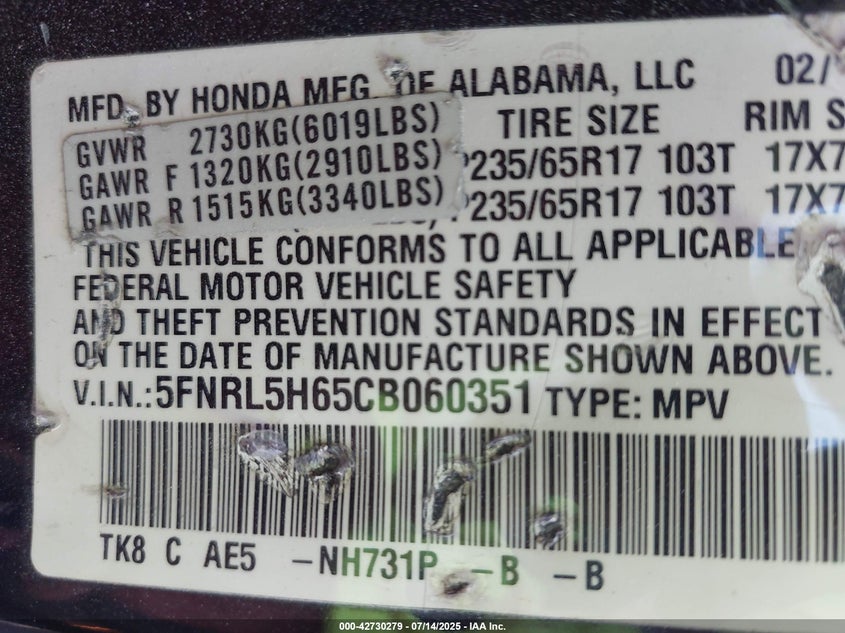 MFD. BY HONDA MFG. OF ALABAMA, LLC 02/
GVWR 2730KG(6019LBS) TIRE SIZE RIM S
GAWR F 1320KG(2910LBS) P235/65R17 103T 17X7
GAWR R 1515KG(3340LBS) P235/65R17 103T 17X7
THIS VEHICLE CONFORMS TO ALL APPLICABLE
FEDERAL MOTOR VEHICLE SAFETY
AND THEFT PREVENTION STANDARDS IN EFFECT
ON THE DATE OF MANUFACTURE SHOWN ABOVE.
V.I.N.:5FNRL5H65CB060351 TYPE: MPV
TK8 C AE5 -NH731P -B -B
000-42730279 - 07/14/2025 - IAA Inc.